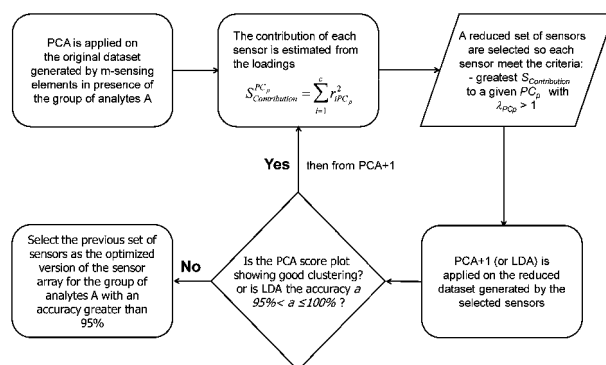 PCA is applied on
the original dataset
generated by m-sensing
elements in presence of
the group of analytes A
The contribution of each
sensor is estimated from
the loadings
S^{PC_p}_{Contribution} = \sum_{i=1}^{c} r^2_{iPC_p}
A reduced set of sensors
are selected so each
sensor meet the criteria:
- greatest S_{Contribution}
to a given PC_p with
λ_{PCp} > 1
Yes then from PCA+1
Select the previous set of
sensors as the optimized
version of the sensor
array for the group of
analytes A with an
accuracy greater than
95%
No
Is the PCA score plot
showing good clustering?
or is LDA the accuracy a
95%< a ≤100% ?
PCA+1 (or LDA) is
applied on the reduced
dataset generated by the
selected sensors